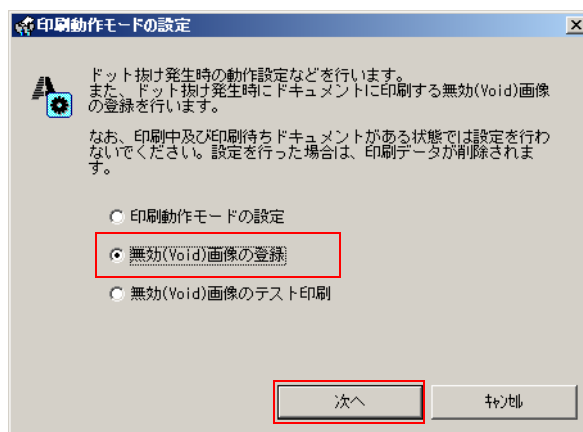 印刷動作モードの設定
ドット抜け発生時の動作設定などを行います。
また、ドット抜け発生時にドキュメントに印刷する無効(Void)画像
の登録を行います。
なお、印刷中及び印刷待ちドキュメントがある状態では設定を行わ
ないでください。設定を行った場合は、印刷データが削除されま
す。
印刷動作モードの設定
無効(Void)画像の登録
無効(Void)画像のテスト印刷
次へ
ｷｬﾝｾﾙ